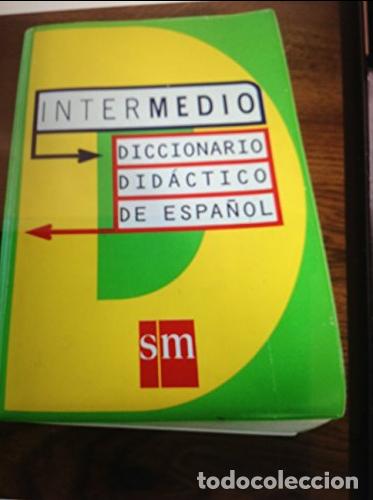 INTERMEDIO
DICCIONARIO
DIDÁCTICO
DE ESPAÑOL
sm
todocoleccion